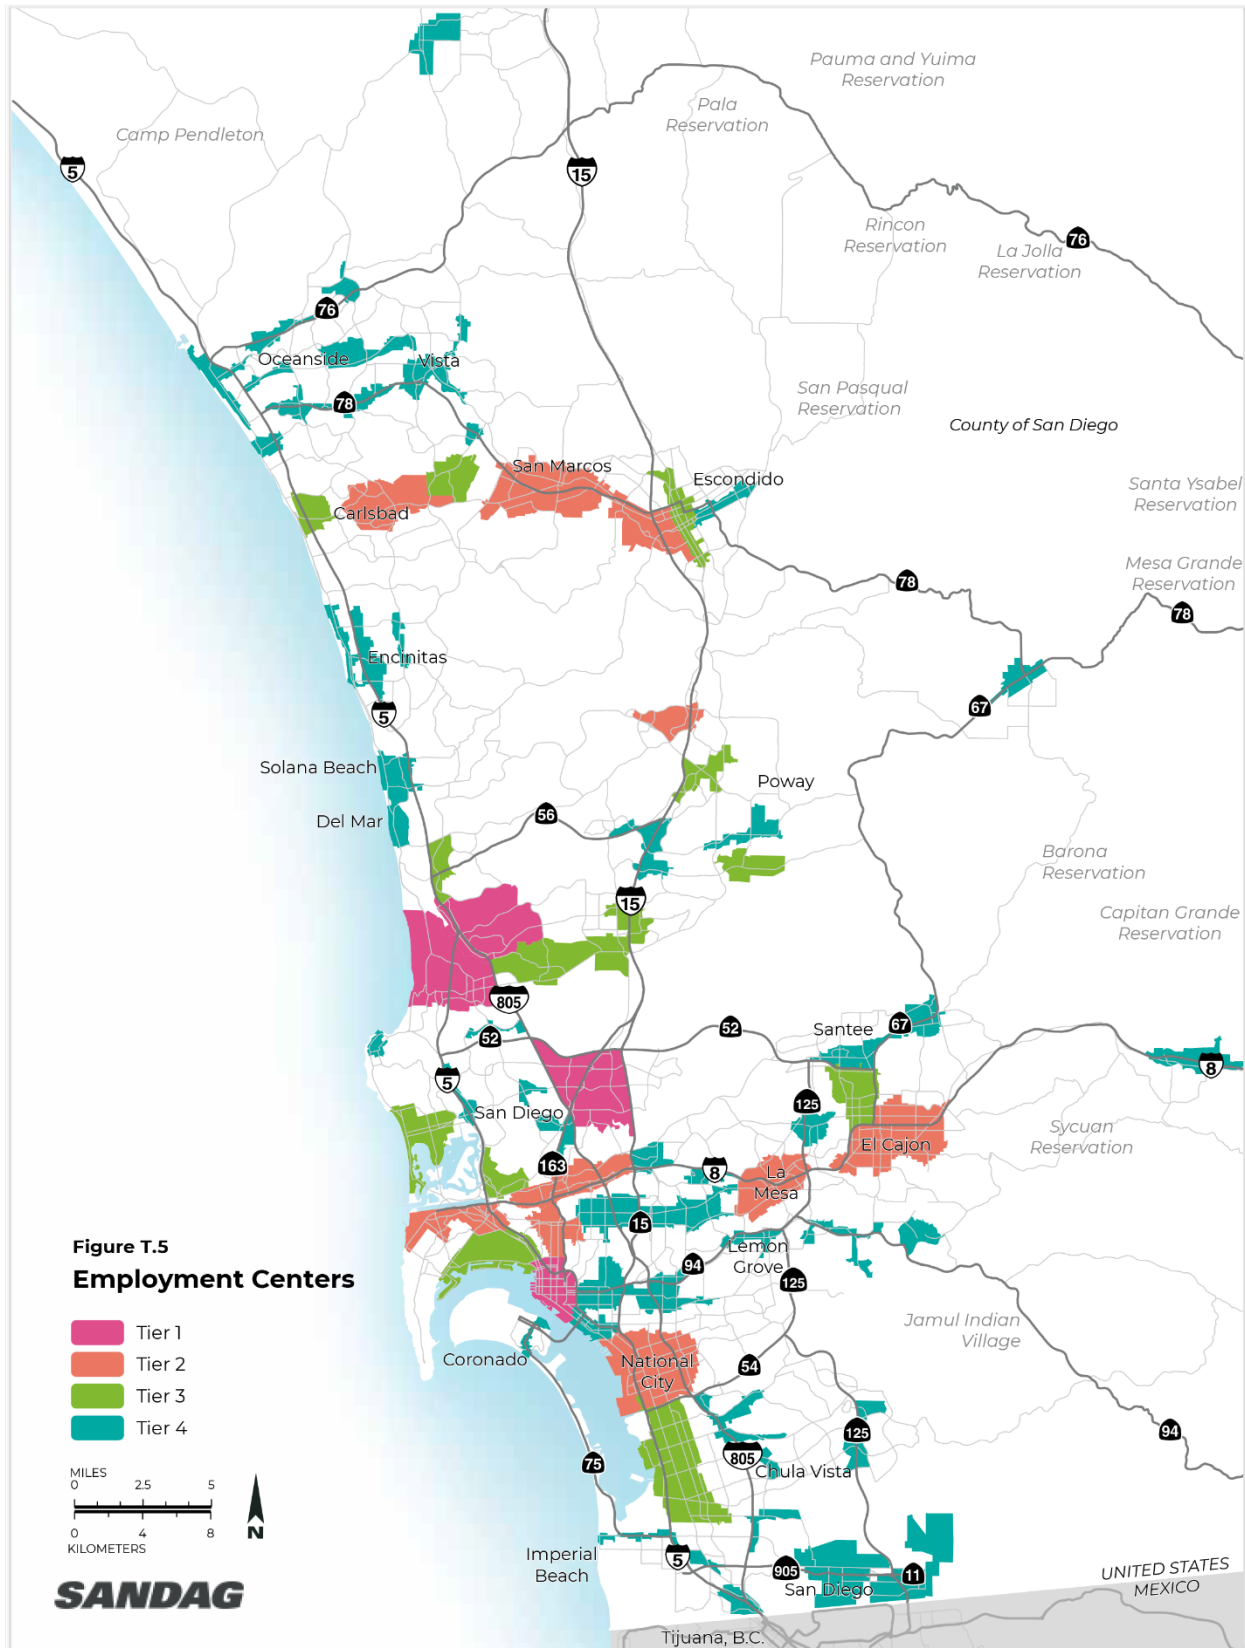 Pauma and Yuima
Reservation
Pala
Reservation
Camp Pendleton
5
15
Rincon
Reservation
La Jolla
Reservation
76
76
Oceanside
Vista
78
San Pasqual
Reservation
County of San Diego
San Marcos
Escondido
Carlsbad
Santa Ysabel
Reservation
Mesa Grande
Reservation
78
78
Encinitas
67
5
Solana Beach
Del Mar
Poway
56
Barona
Reservation
15
Capitan Grande
Reservation
805
52
52
Santee
67
8
5
San Diego
125
Sycuan
Reservation
El Cajon
163
8
La
Mesa
15
Lemon
Grove
94
125
Figure T.5
Employment Centers
Tier 1
Tier 2
Tier 3
Tier 4
Jamul Indian
Village
Coronado
National
City
54
125
94
75
805
Chula Vista
MILES
0 2.5 5
0 4 8
KILOMETERS
N
Imperial
Beach
5
905
San Diego
11
UNITED STATES
MEXICO
SANDAG
Tijuana, B.C.